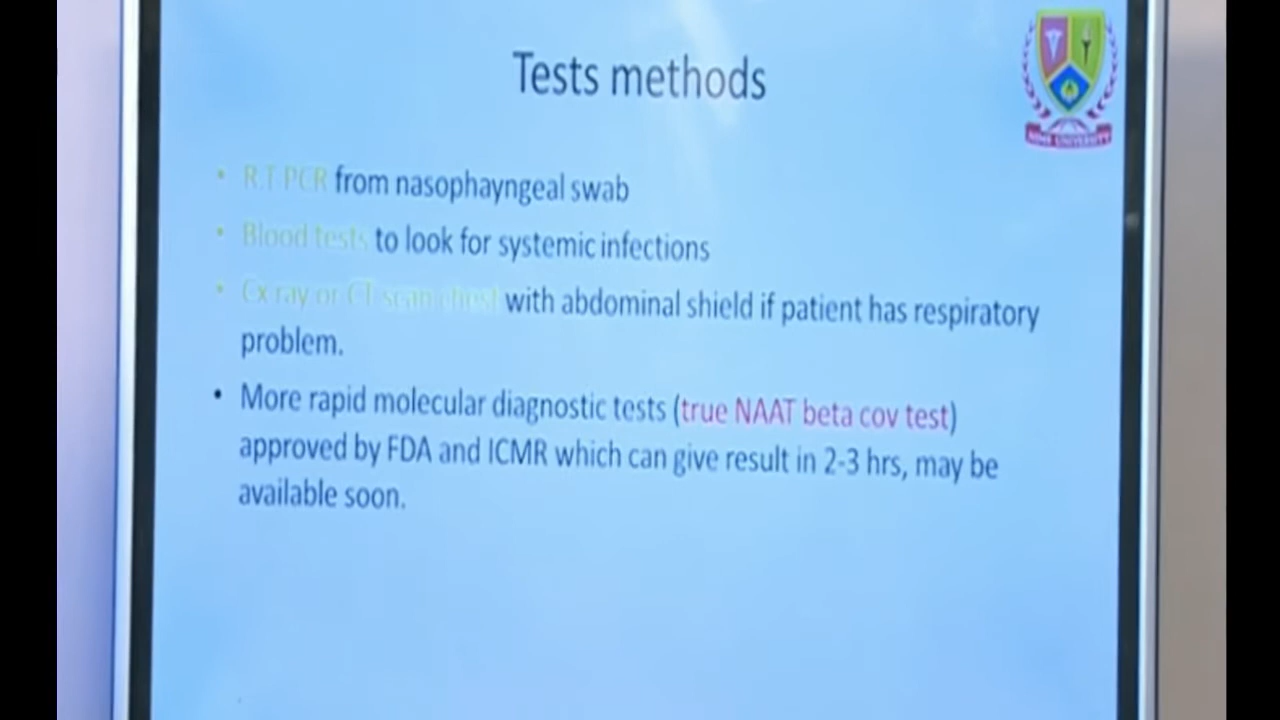 Tests methods
• R.T PCR from nasophayngeal swab
• Blood tests to look for systemic infections
• Cx ray or CT scan chest with abdominal shield if patient has respiratory
problem.
• More rapid molecular diagnostic tests (true NAAT beta cov test)
approved by FDA and ICMR which can give result in 2-3 hrs, may be
available soon.
NIMS UNIVERSITY